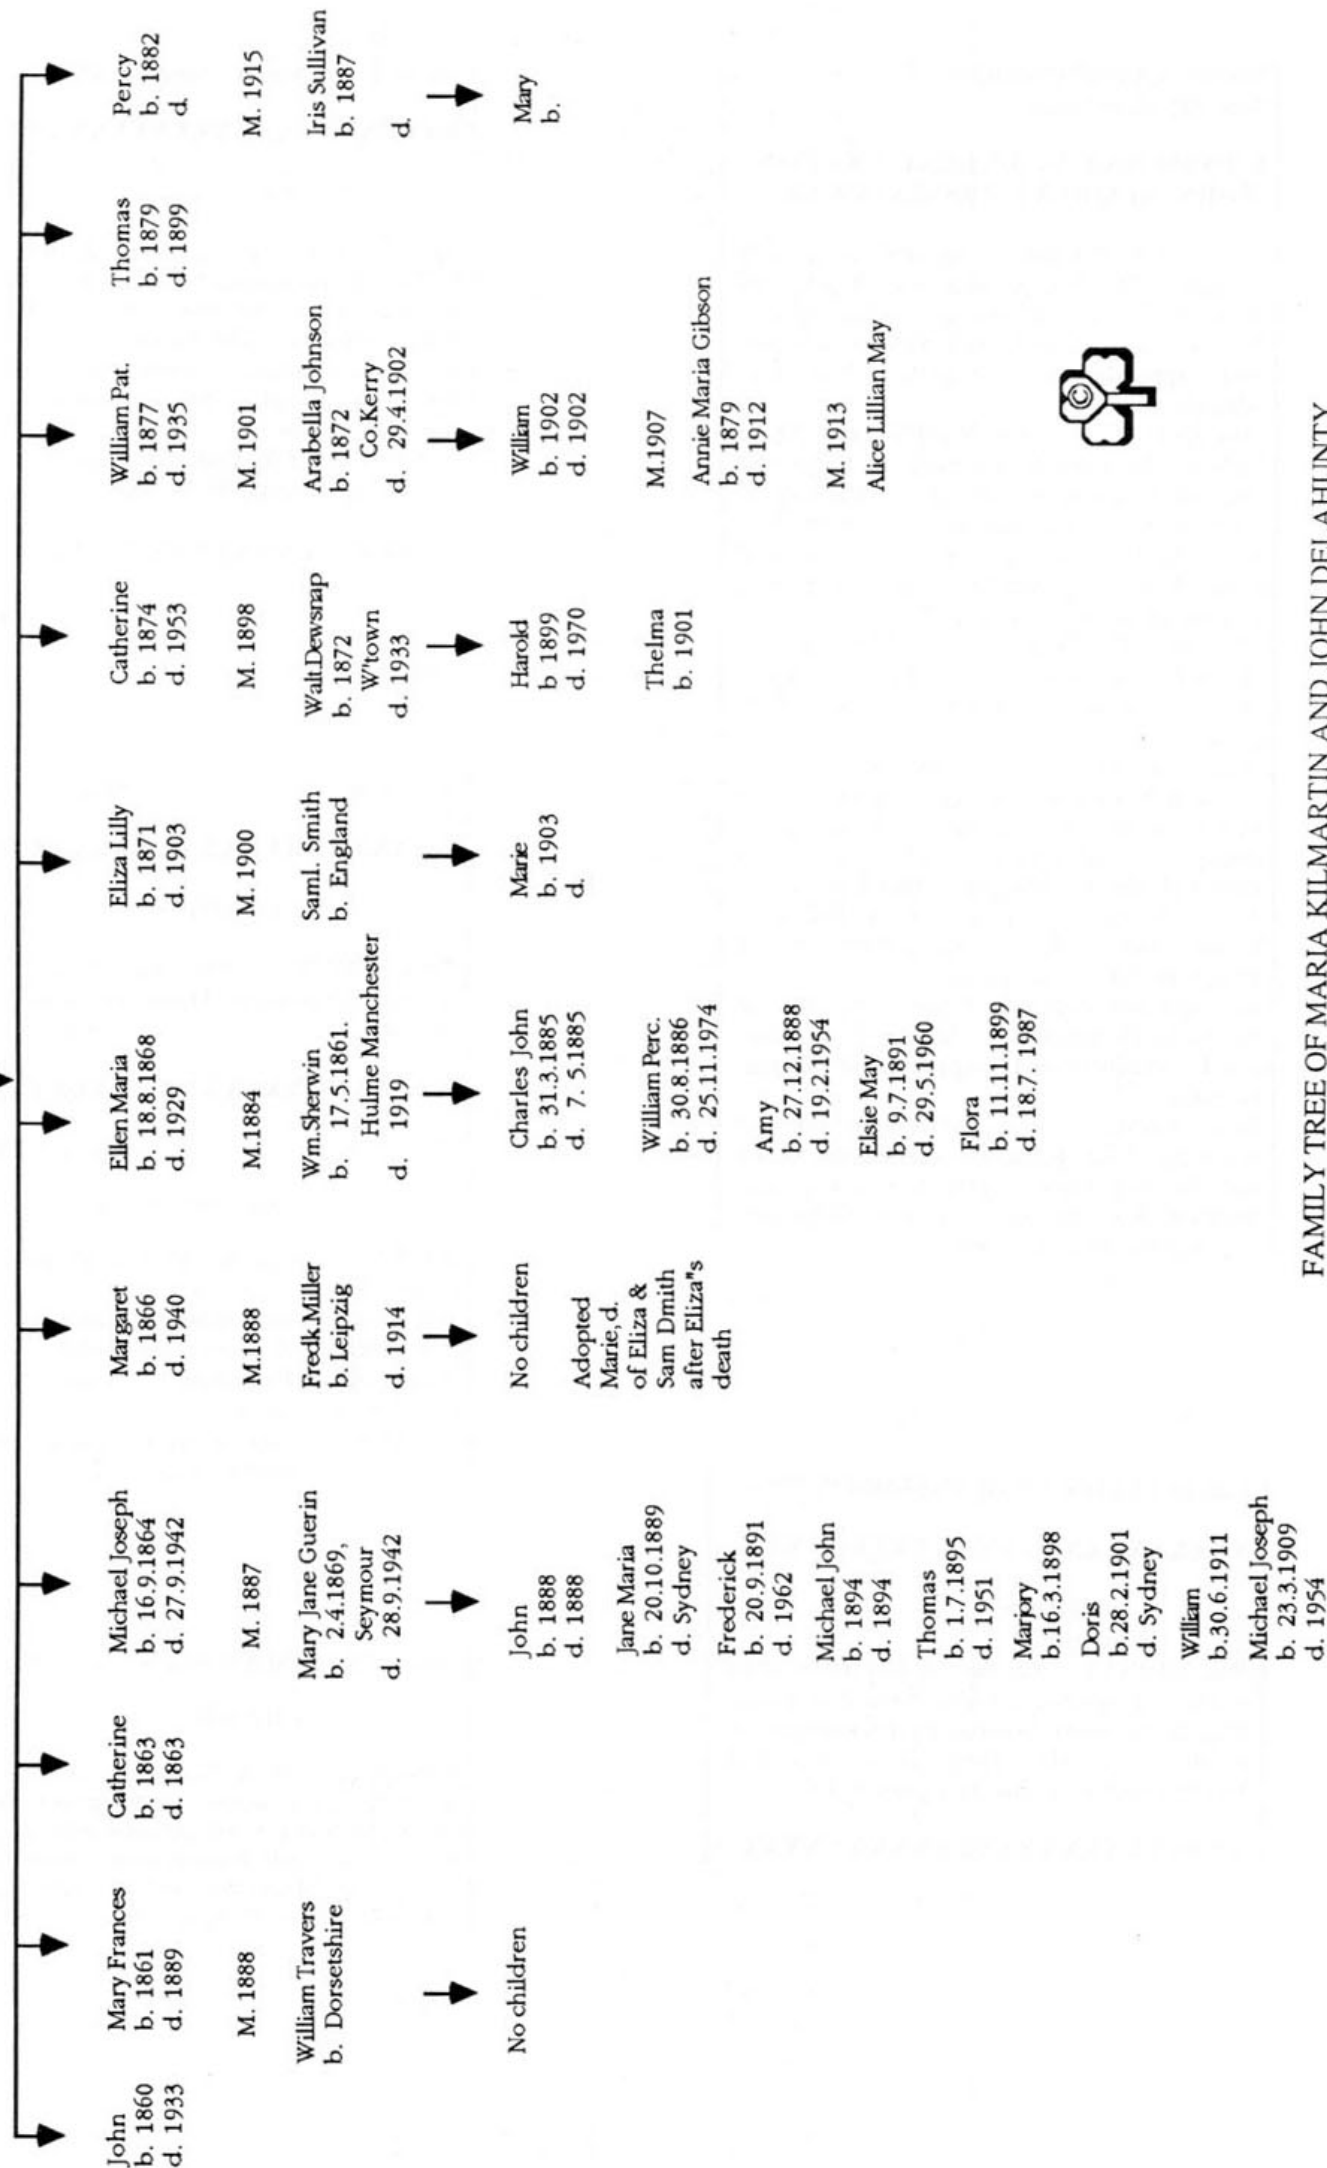 John
b. 1860
d. 1933
Mary Frances
b. 1861
d. 1889
M. 1888
William Travers
b. Dorsetshire
No children
Catherine
b. 1863
d. 1863
Michael Joseph
b. 16.9.1864
d. 27.9.1942
M. 1887
Mary Jane Guerin
b. 2.4.1869,
Seymour
d. 28.9.1942
John
b. 1888
d. 1888
Jane Maria
b. 20.10.1889
d. Sydney
Frederick
b. 20.9.1891
d. 1962
Michael John
b. 1894
d. 1894
Thomas
b. 1.7.1895
d. 1951
Marjory
b.16.3.1898
Doris
b.28.2.1901
d. Sydney
William
b.30.6.1911
Michael Joseph
b. 23.3.1909
d. 1954
Margaret
b. 1866
d. 1940
M.1888
Fredk.Miller
b. Leipzig
d. 1914
No children
Adopted
Marie, d.
of Eliza &
Sam Dmith
after Eliza"s
death
Ellen Maria
b. 18.8.1868
d. 1929
M.1884
Wm.Sherwin
b. 17.5.1861.
Hulme Manchester
d. 1919
Charles John
b. 31.3.1885
d. 7. 5.1885
William Perc.
b. 30.8.1886
d. 25.11.1974
Amy
b. 27.12.1888
d. 19.2.1954
Elsie May
b. 9.7.1891
d. 29.5.1960
Flora
b. 11.11.1899
d. 18.7. 1987
Eliza Lilly
b. 1871
d. 1903
M. 1900
Saml. Smith
b. England
Marie
b. 1903
d.
Catherine
b. 1874
d. 1953
M. 1898
Walt.Dewsnap
b. 1872
W'town
d. 1933
Harold
b 1899
d. 1970
Thelma
b. 1901
William Pat.
b. 1877
d. 1935
M. 1901
Arabella Johnson
b. 1872
Co.Kerry
d. 29.4.1902
William
b. 1902
d. 1902
M.1907
Annie Maria Gibson
b. 1879
d. 1912
M. 1913
Alice Lillian May
Thomas
b. 1879
d. 1899
Percy
b. 1882
d.
M. 1915
Iris Sullivan
b. 1887
d.
Mary
b.
©
FAMILY TREE OF MARIA KILMARTIN AND JOHN DELAHUNTY